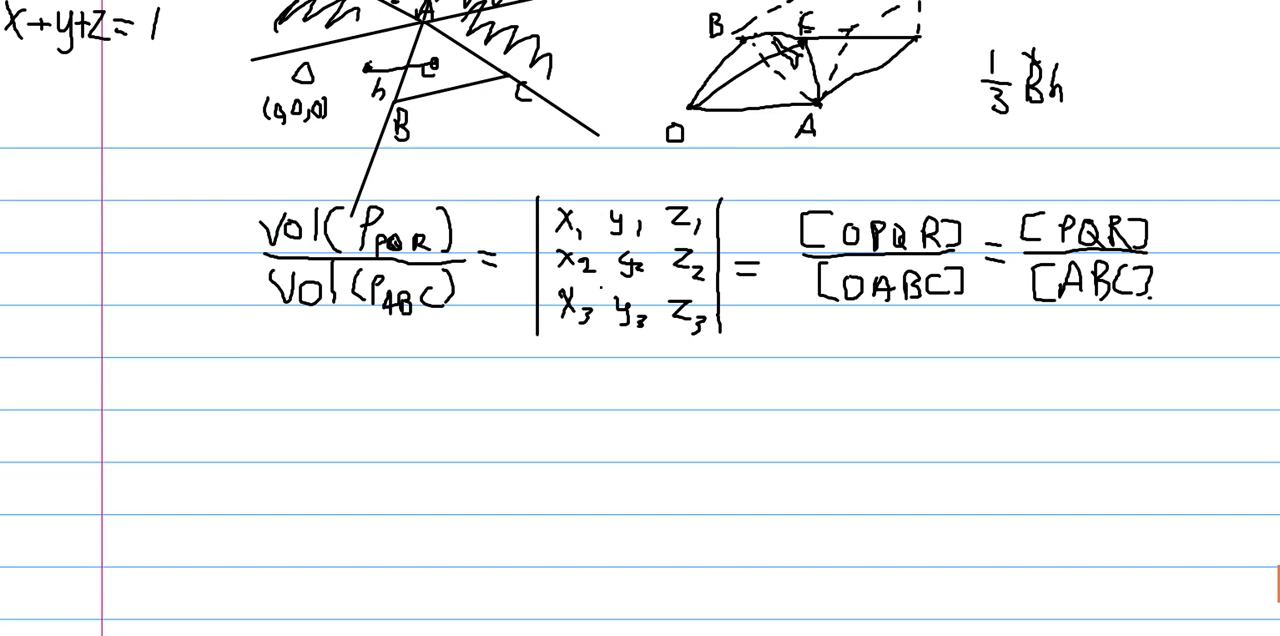 x+y+z=1
A
(0,0,0)
h
C
B
B
C
O
A
1/3 Bh
Vol(P_PQR)/Vol(P_ABC) = |x₁ y₁ z₁
x₂ y₂ z₂
x₃ y₃ z₃| = [OPQR]/[OABC] = [PQR]/[ABC]